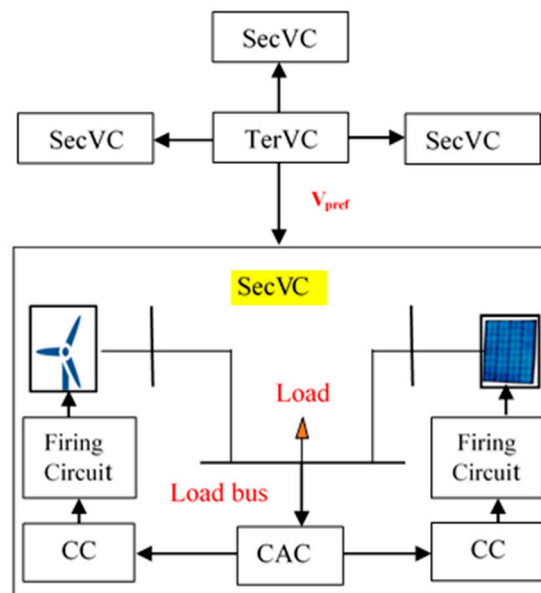 SecVC
SecVC
TerVC
SecVC
Vpref
SecVC
Load
Firing
Circuit
Firing
Circuit
Load bus
CC
CAC
CC